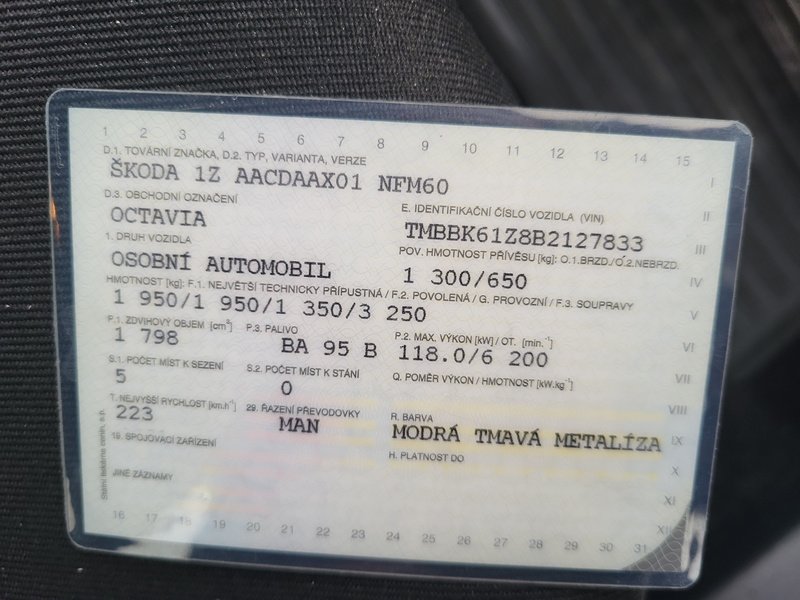 1 2 3 4 5 6 7 8 9 10 11 12 13 14 15
D.1. TOVÁRNÍ ZNAČKA, D.2. TYP, VARIANTA, VERZE
I
ŠKODA 1Z AACDAAX01 NFM60
D.3. OBCHODNÍ OZNAČENÍ
E. IDENTIFIKAČNÍ ČÍSLO VOZIDLA (VIN)
II
OCTAVIA
TMBBK61Z8B2127833
III
1. DRUH VOZIDLA
POV. HMOTNOST PŘÍVĚSU [kg]: O.1.BRZD./O.2.NEBRZD.
OSOBNÍ AUTOMOBIL
1 300/650
IV
HMOTNOST [kg]: F.1. NEJVĚTŠÍ TECHNICKY PŘÍPUSTNÁ / F.2. POVOLENÁ / G. PROVOZNÍ / F.3. SOUPRAVY
1 950/1 950/1 350/3 250
V
P.1. ZDVIHOVÝ OBJEM [cm³]
P.3. PALIVO
P.2. MAX. VÝKON [kW] / OT. [min.⁻¹]
1 798
BA 95 B
118.0/6 200
VI
S.1. POČET MÍST K SEZENÍ
S.2. POČET MÍST K STÁNÍ
Q. POMĚR VÝKON / HMOTNOST [kW.kg⁻¹]
VII
5
0
T. NEJVYŠŠÍ RYCHLOST [km.h⁻¹]
29. ŘAZENÍ PŘEVODOVKY
R. BARVA
VIII
223
MAN
MODRÁ TMAVÁ METALÍZA
IX
19. SPOJOVACÍ ZAŘÍZENÍ
H. PLATNOST DO
X
JINÉ ZÁZNAMY
XI
Státní tiskárna cenin, s.p.
XII
16 17 18 19 20 21 22 23 24 25 26 27 28 29 30 31